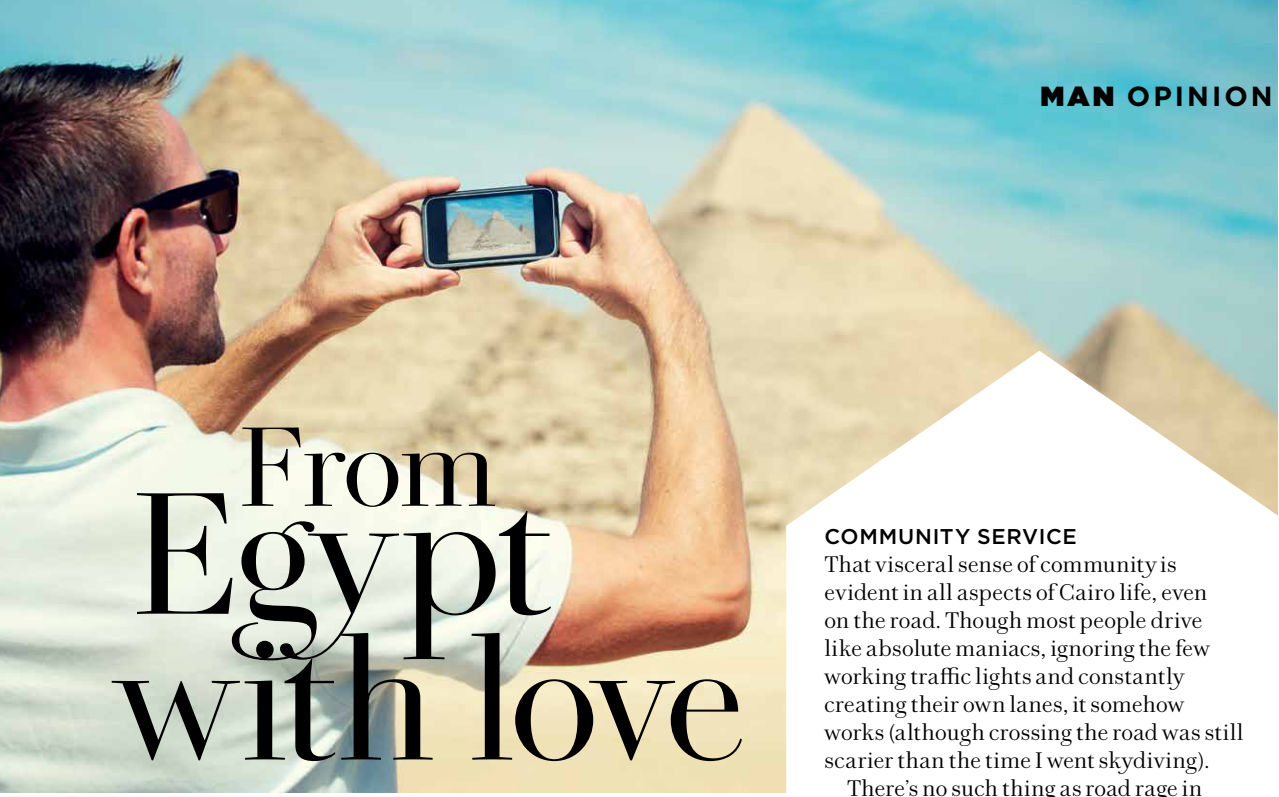 MAN OPINION
From
Egypt
with love
COMMUNITY SERVICE
That visceral sense of community is
evident in all aspects of Cairo life, even
on the road. Though most people drive
like absolute maniacs, ignoring the few
working traffic lights and constantly
creating their own lanes, it somehow
works (although crossing the road was still
scarier than the time I went skydiving).
There’s no such thing as road rage in